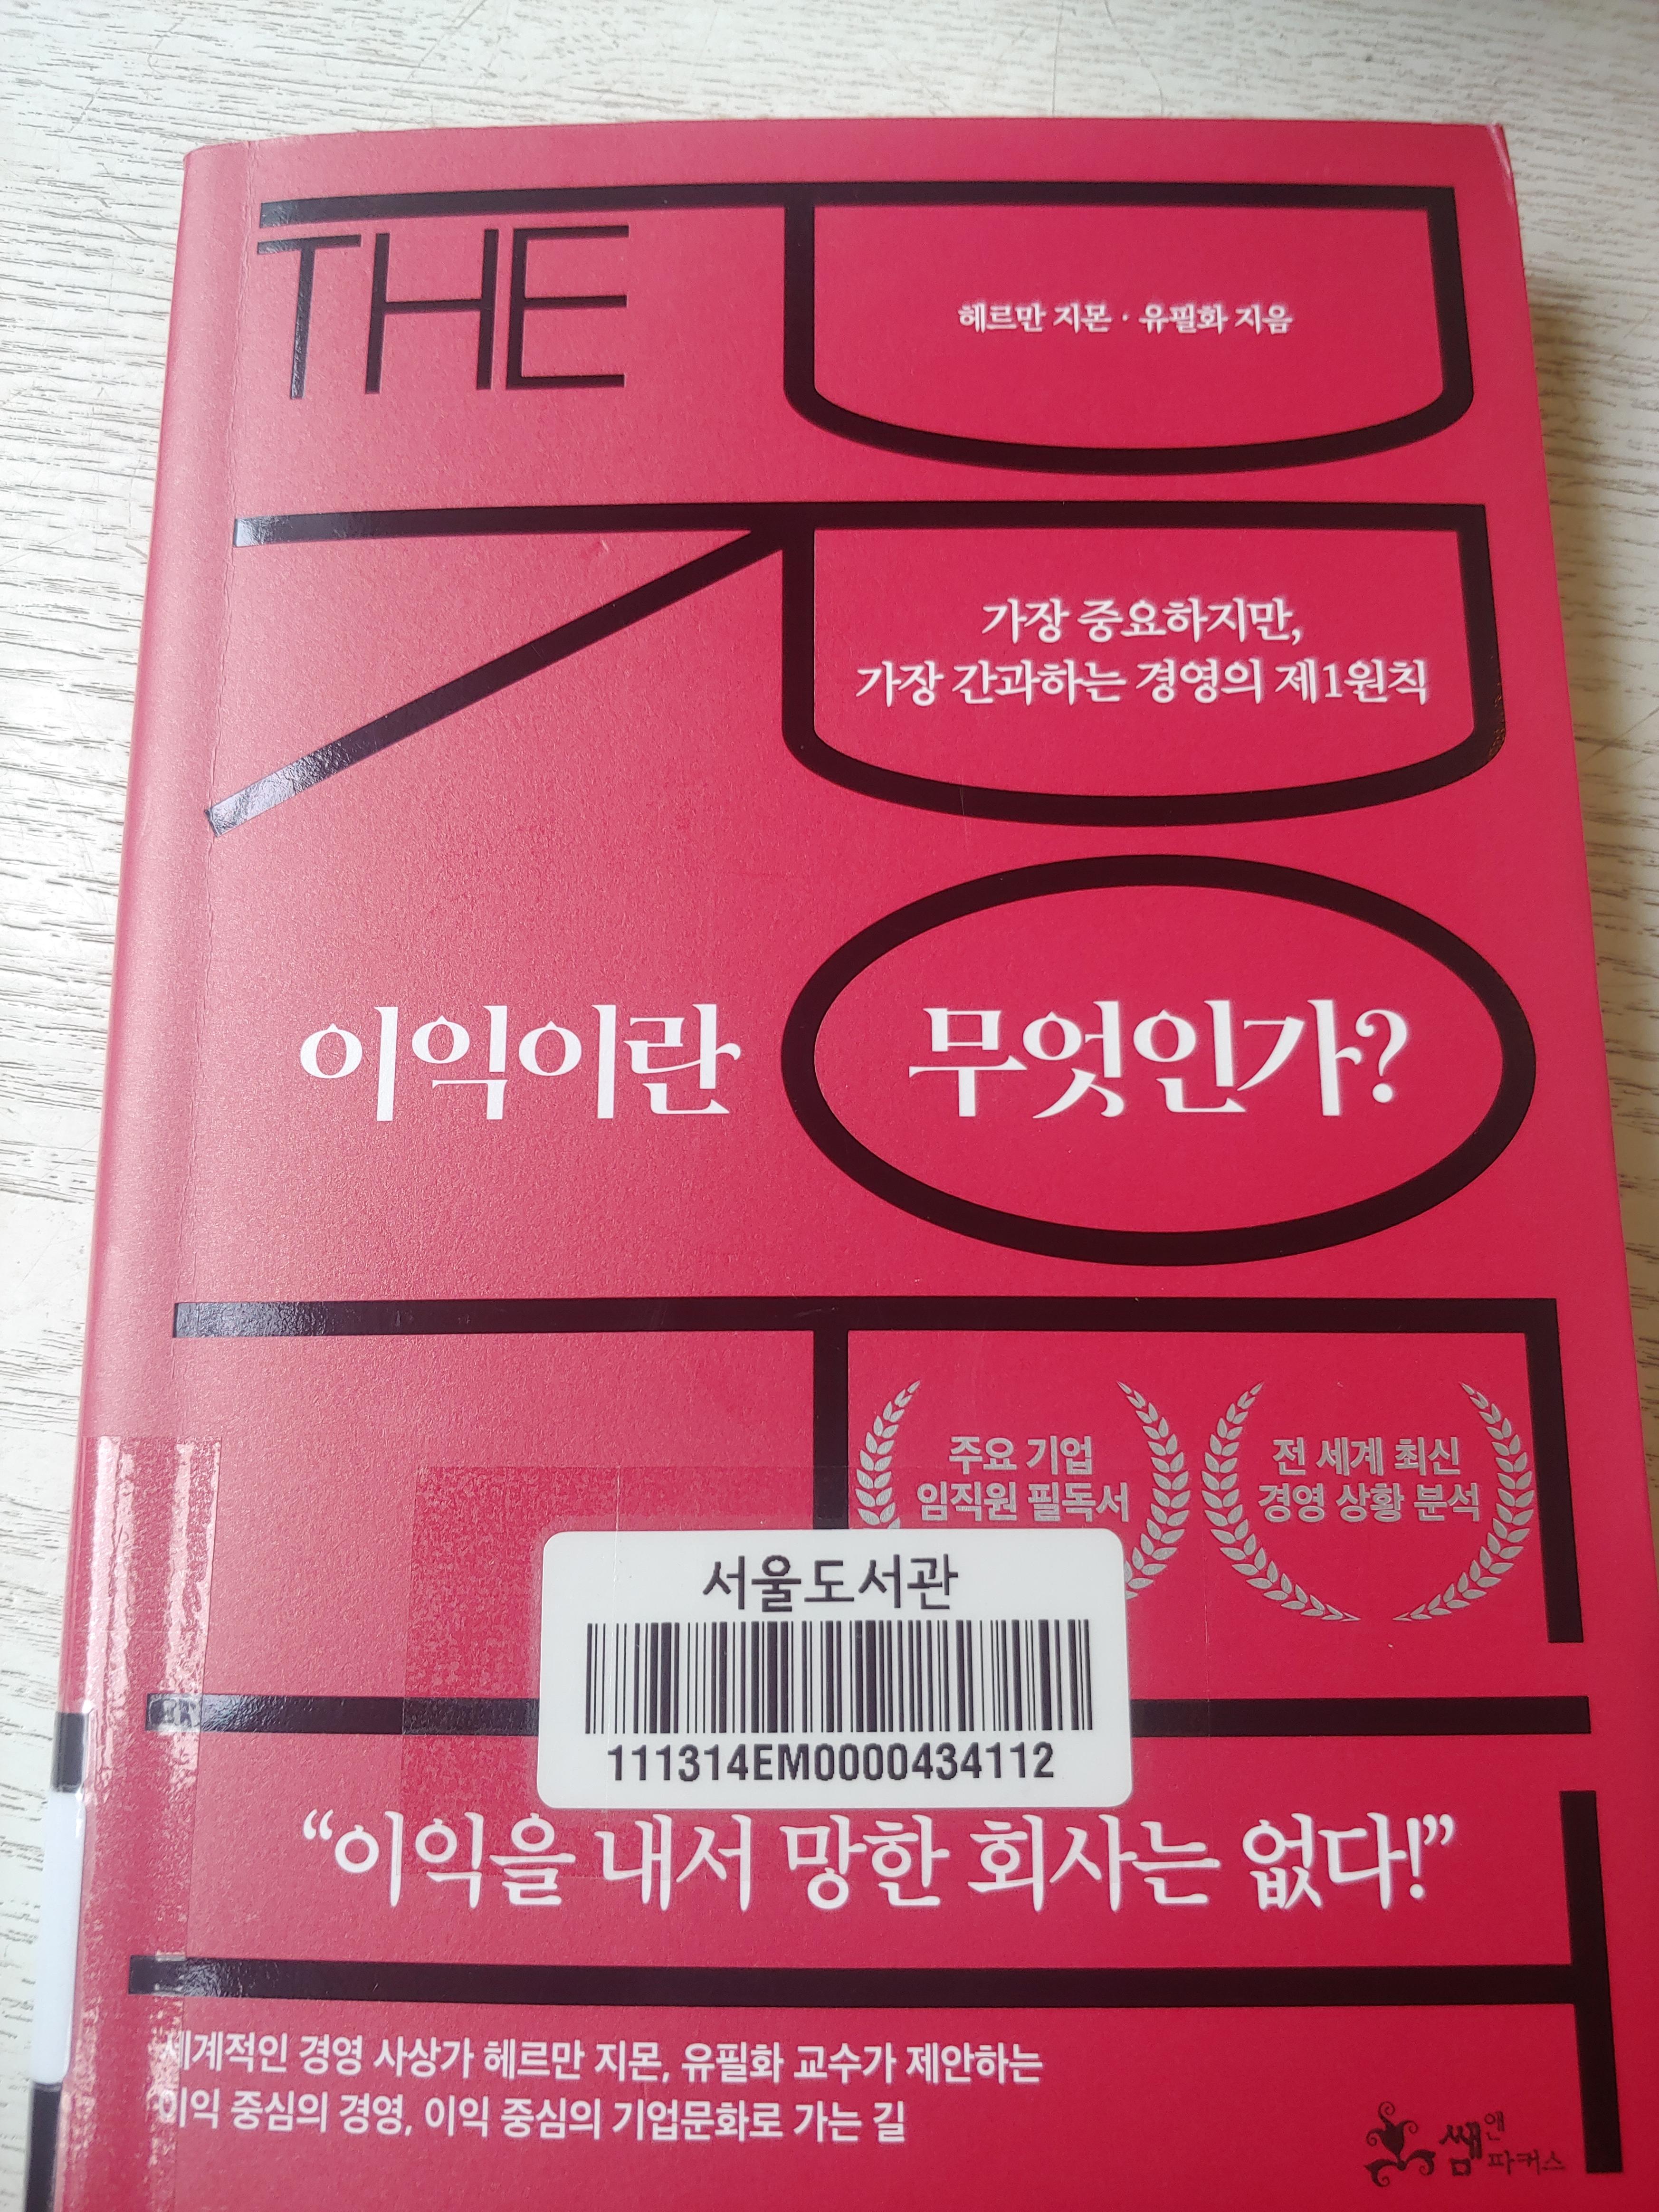 THE
헤르만 지몬 · 유필화 지음
가장 중요하지만,
가장 간과하는 경영의 제1원칙
이익이란 무엇인가?
주요 기업
임직원 필독서
전 세계 최신
경영 상황 분석
서울도서관
111314EM0000434112
“이익을 내서 망한 회사는 없다!”
세계적인 경영 사상가 헤르만 지몬, 유필화 교수가 제안하는
이익 중심의 경영, 이익 중심의 기업문화로 가는 길
쌤앤파커스